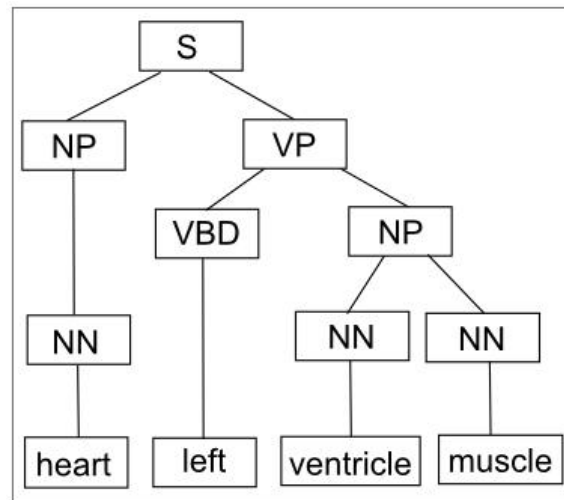 S
NP VP
VBD NP
NN NN NN
heart left ventricle muscle